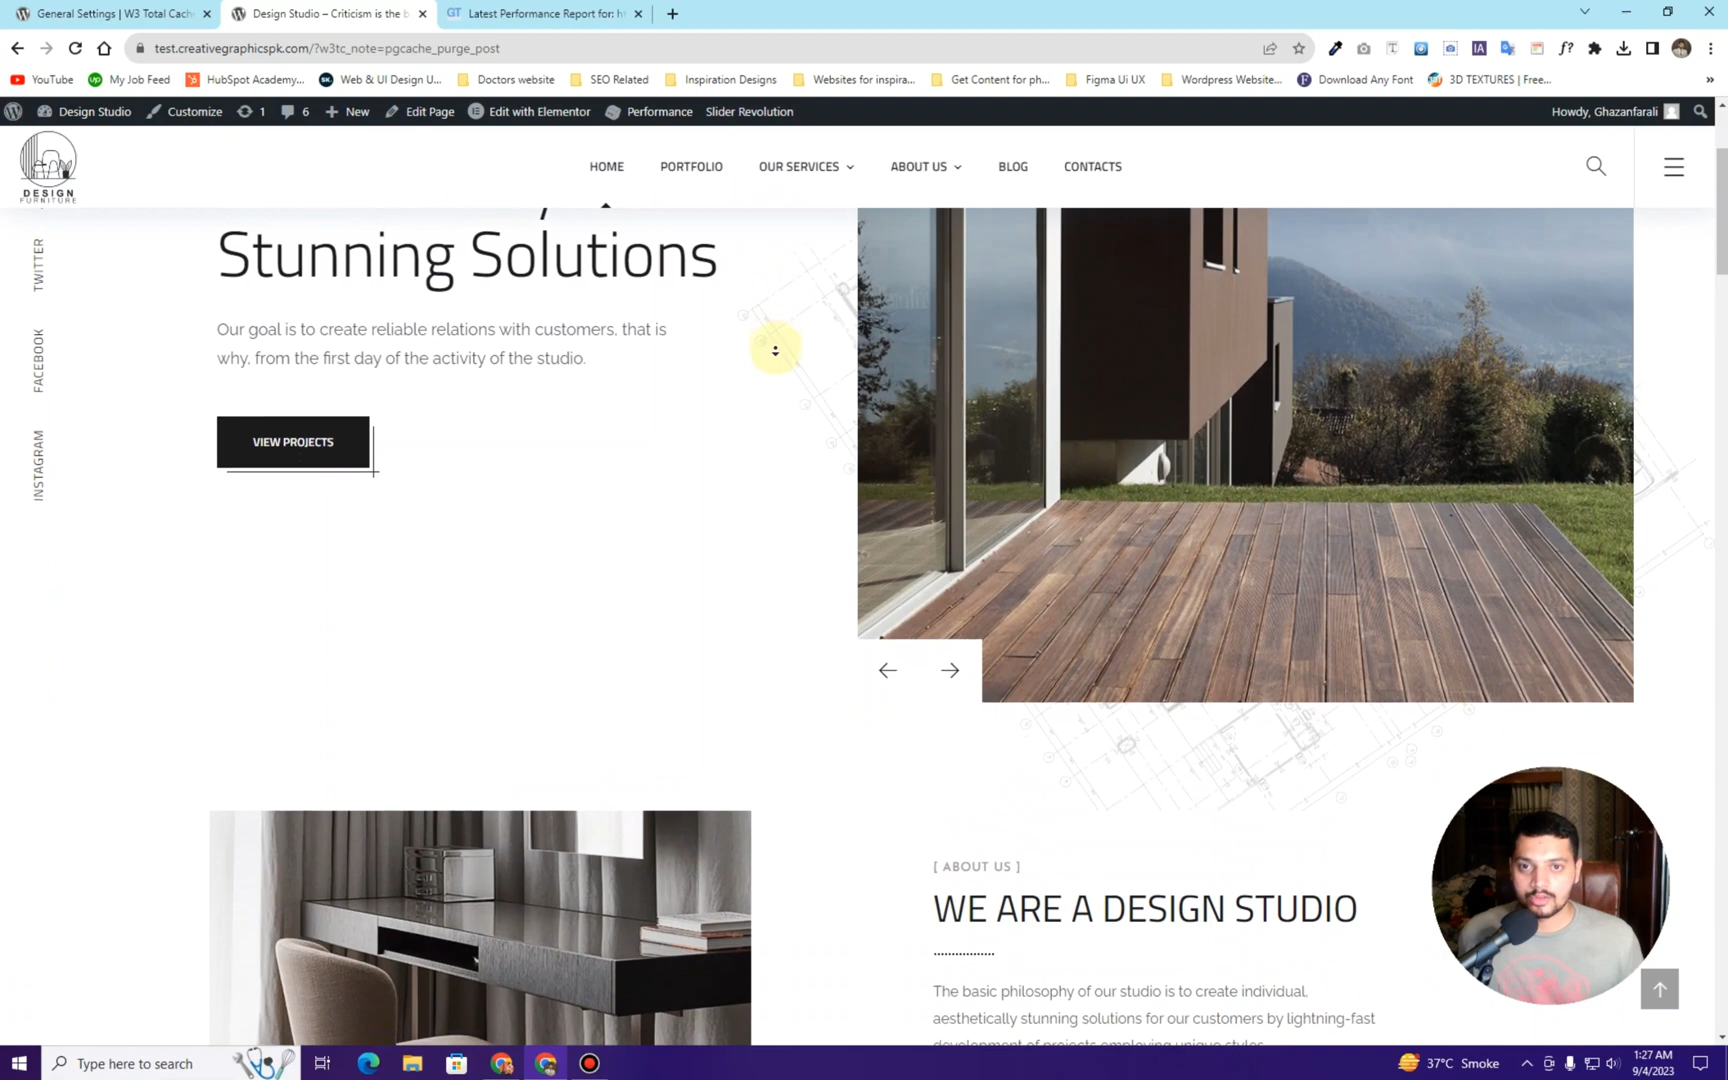 General Settings | W3 Total Cach
Design Studio – Criticism is the b
GT
Latest Performance Report for: h
test.creativegraphicspk.com/?w3tc_note=pgcache_purge_post
YouTube
My Job Feed
HubSpot Academy...
Web & UI Design U...
Doctors website
SEO Related
Inspiration Designs
Websites for inspira...
Get Content for ph...
Figma Ui UX
Wordpress Website...
Download Any Font
3D TEXTURES | Free...
Design Studio
Customize
1
6
New
Edit Page
Edit with Elementor
Performance
Slider Revolution
Howdy, Ghazanfarali
DESIGN
FURNITURE
HOME
PORTFOLIO
OUR SERVICES
ABOUT US
BLOG
CONTACTS
TWITTER
FACEBOOK
INSTAGRAM
Stunning Solutions
Our goal is to create reliable relations with customers, that is
why, from the first day of the activity of the studio.
VIEW PROJECTS
[ ABOUT US ]
WE ARE A DESIGN STUDIO
The basic philosophy of our studio is to create individual,
aesthetically stunning solutions for our customers by lightning-fast
development of projects employing unique styles
Type here to search
37°C Smoke
1:27 AM
9/4/2023